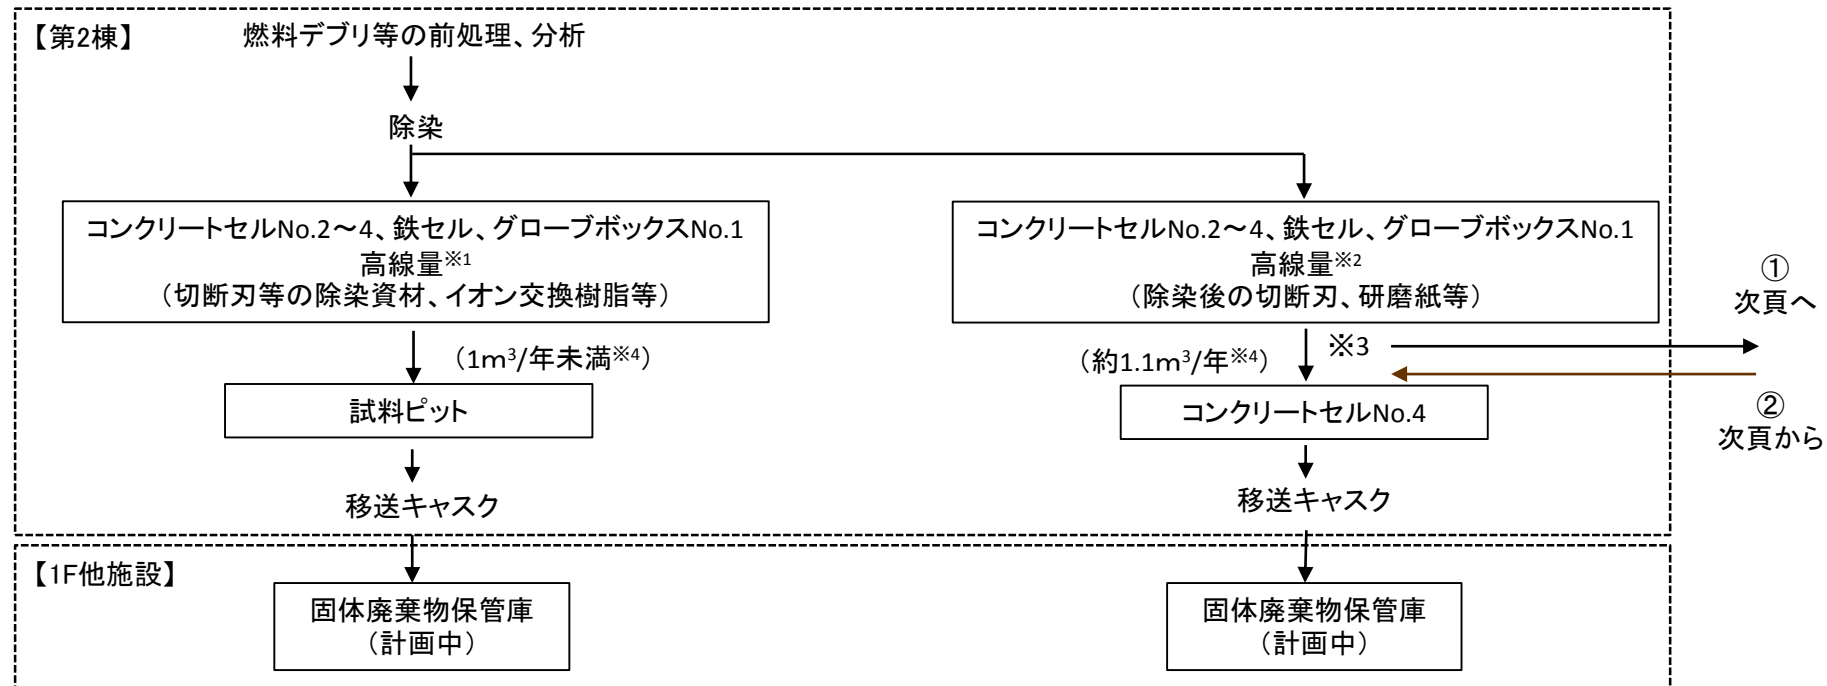 【第2棟】
燃料デブリ等の前処理、分析
除染
コンクリートセルNo.2～4、鉄セル、グローブボックスNo.1
高線量※1
（切断刃等の除染資材、イオン交換樹脂等）
コンクリートセルNo.2～4、鉄セル、グローブボックスNo.1
高線量※2
（除染後の切断刃、研磨紙等）
①
次頁へ
（1m³/年未満※4）
（約1.1m³/年※4）
※3
試料ピット
コンクリートセルNo.4
②
次頁から
移送キャスク
移送キャスク
【1F他施設】
固体廃棄物保管庫
（計画中）
固体廃棄物保管庫
（計画中）